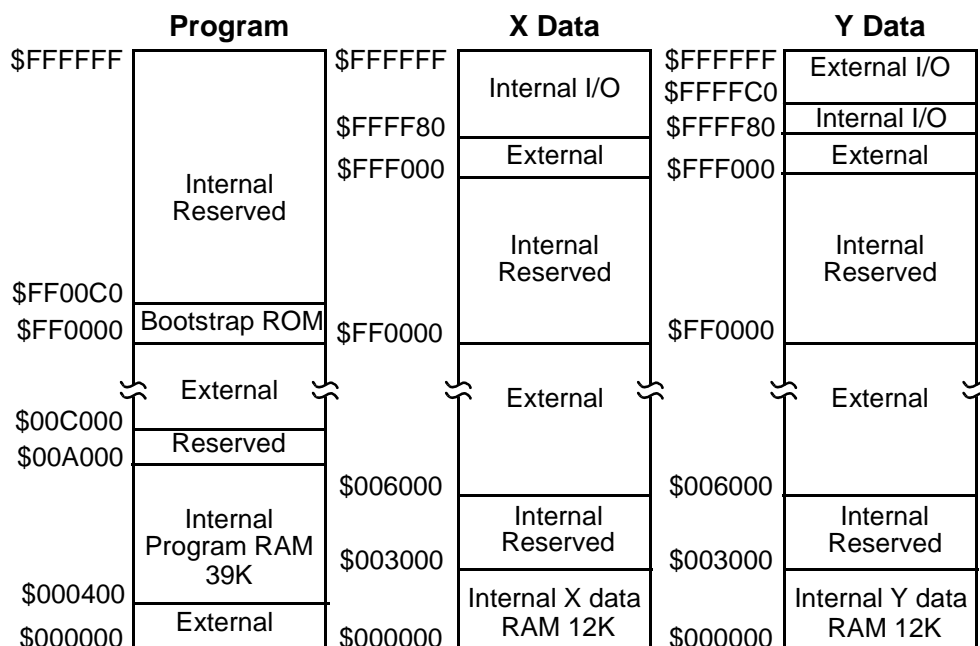 Program
$FFFFFF
Internal
Reserved
$FF00C0
Bootstrap ROM
$FF0000
External
$00C000
Reserved
$00A000
Internal
Program RAM
39K
$000400
External
$000000
X Data
$FFFFFF
Internal I/O
$FFFF80
External
$FFF000
Internal
Reserved
$FF0000
External
$006000
Internal
Reserved
$003000
Internal X data
RAM 12K
$000000
Y Data
$FFFFFF
External I/O
$FFFFC0
Internal I/O
$FFFF80
External
$FFF000
Internal
Reserved
$FF0000
External
$006000
Internal
Reserved
$003000
Internal Y data
RAM 12K
$000000